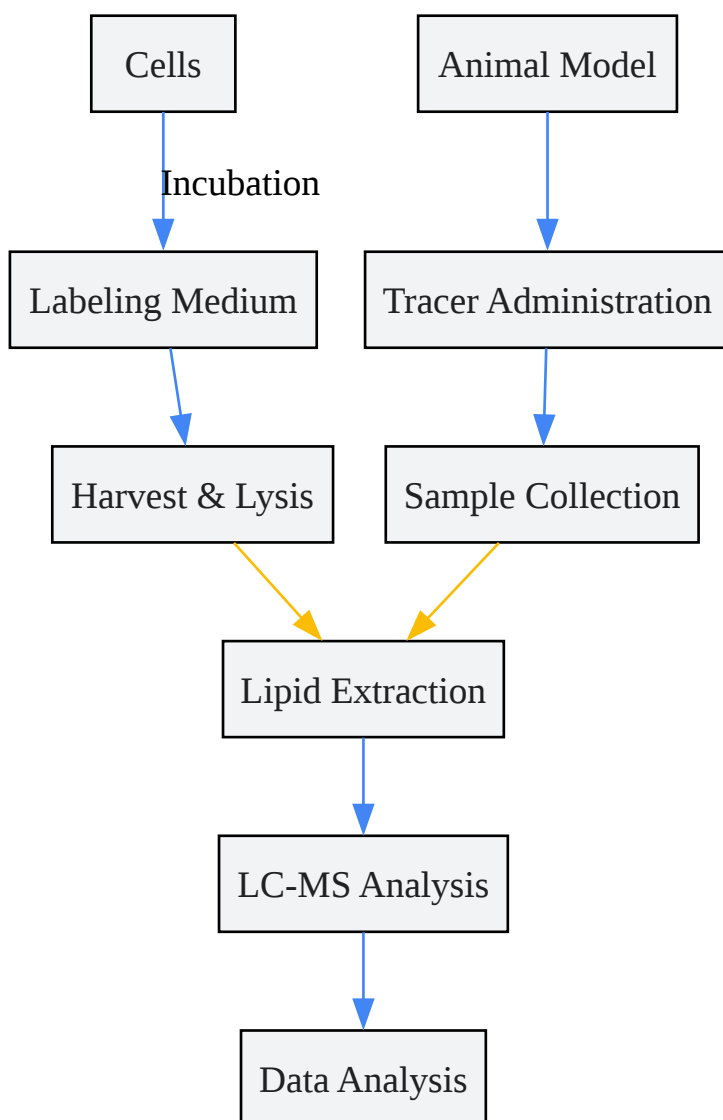 Cells
Animal Model
Incubation
Labeling Medium
Tracer Administration
Harvest & Lysis
Sample Collection
Lipid Extraction
LC-MS Analysis
Data Analysis